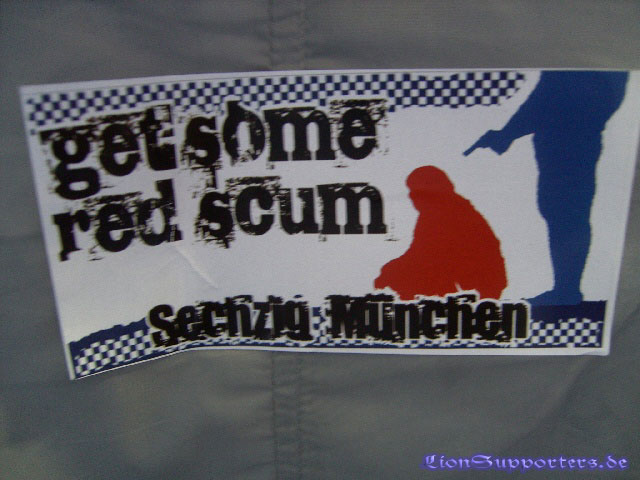 get some
red scum
Sechzig München
LionSupporters.de